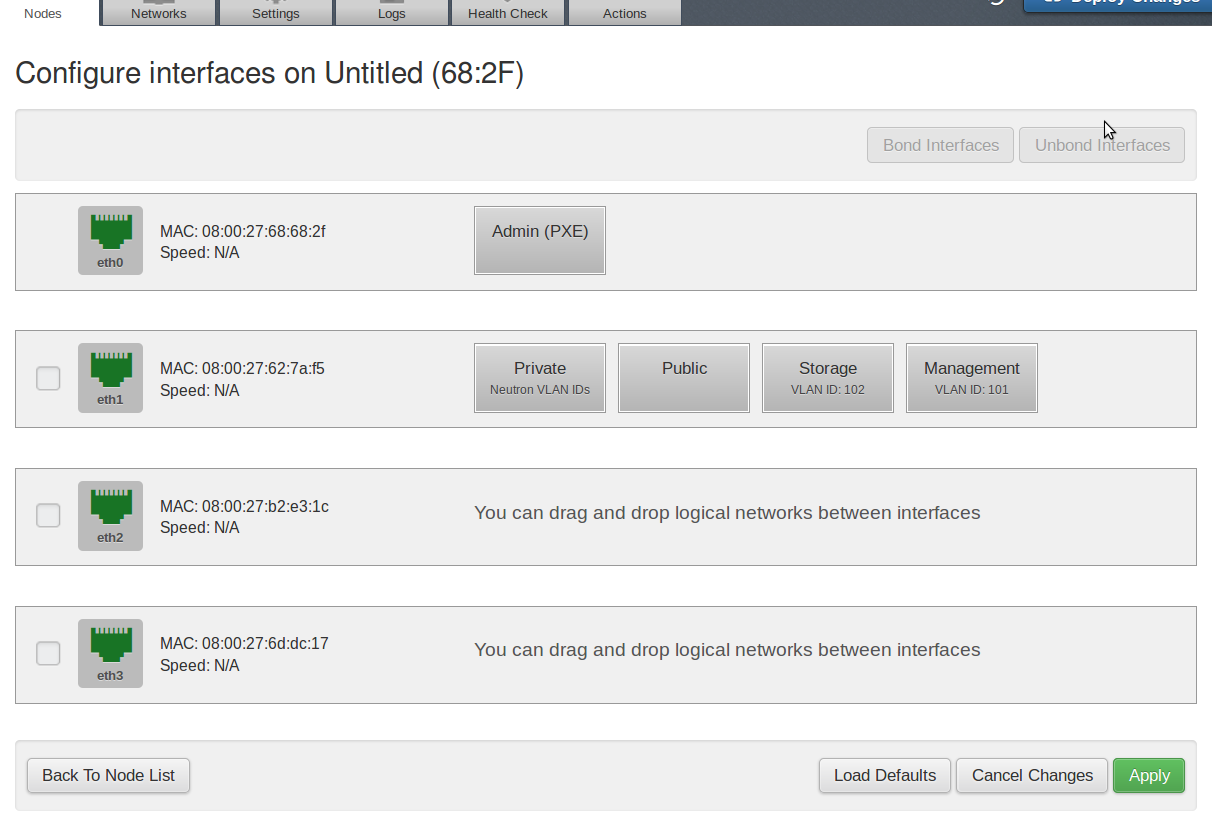 Nodes
Networks
Settings
Logs
Health Check
Actions
Deploy Changes
Configure interfaces on Untitled (68:2F)
Bond Interfaces
Unbond Interfaces
eth0
MAC: 08:00:27:68:68:2f
Speed: N/A
Admin (PXE)
eth1
MAC: 08:00:27:62:7a:f5
Speed: N/A
Private
Neutron VLAN IDs
Public
Storage
VLAN ID: 102
Management
VLAN ID: 101
eth2
MAC: 08:00:27:b2:e3:1c
Speed: N/A
You can drag and drop logical networks between interfaces
eth3
MAC: 08:00:27:6d:dc:17
Speed: N/A
You can drag and drop logical networks between interfaces
Back To Node List
Load Defaults
Cancel Changes
Apply